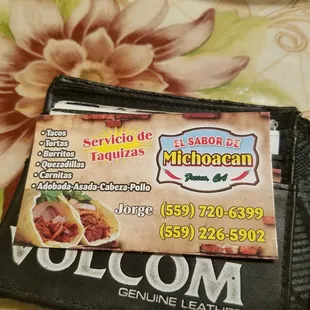 • Tacos
• Tortas
• Burritos
• Quezadillas
• Carnitas
• Adobada-Asada-Cabeza-Pollo
Servicio de
Taquizas
EL SABOR DE
Michoacan
Fresno, CA
Jorge (559) 720-6399
(559) 226-5902
VOLCOM
GENUINE LEATHER